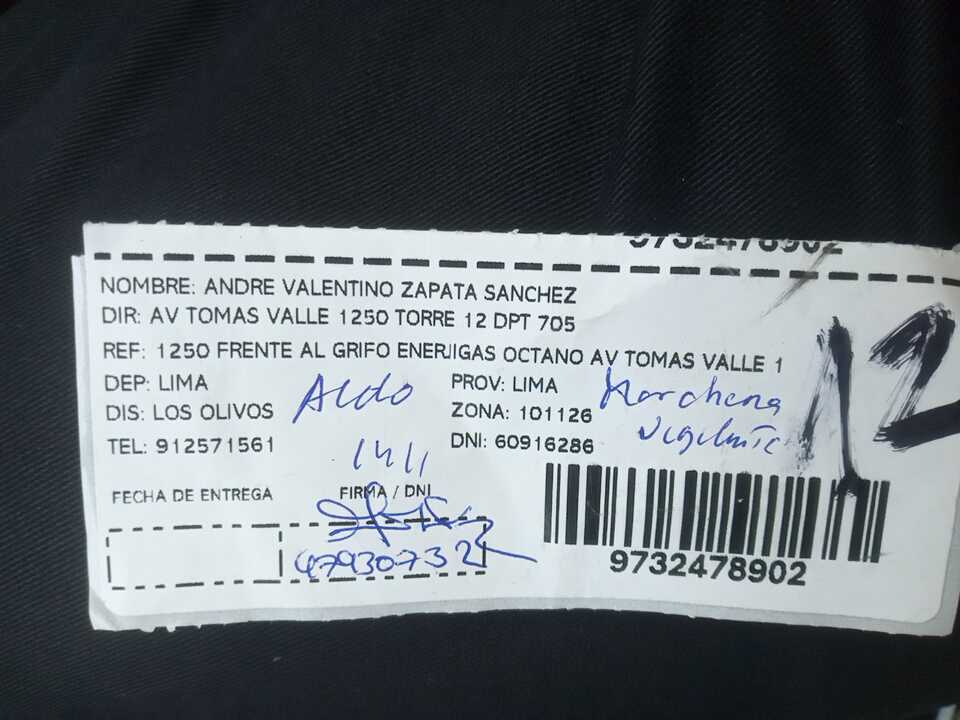 9732478902
NOMBRE: ANDRE VALENTINO ZAPATA SANCHEZ
DIR: AV TOMAS VALLE 1250 TORRE 12 DPT 705
REF: 1250 FRENTE AL GRIFO ENERJIGAS OCTANO AV TOMAS VALLE 1
DEP: LIMA
PROV: LIMA
DIS: LOS OLIVOS
ZONA: 101126
TEL: 912571561
DNI: 60916286
Aldo
Marchena
Vigilante
12
1411
FECHA DE ENTREGA
FIRMA / DNI
47930732
9732478902